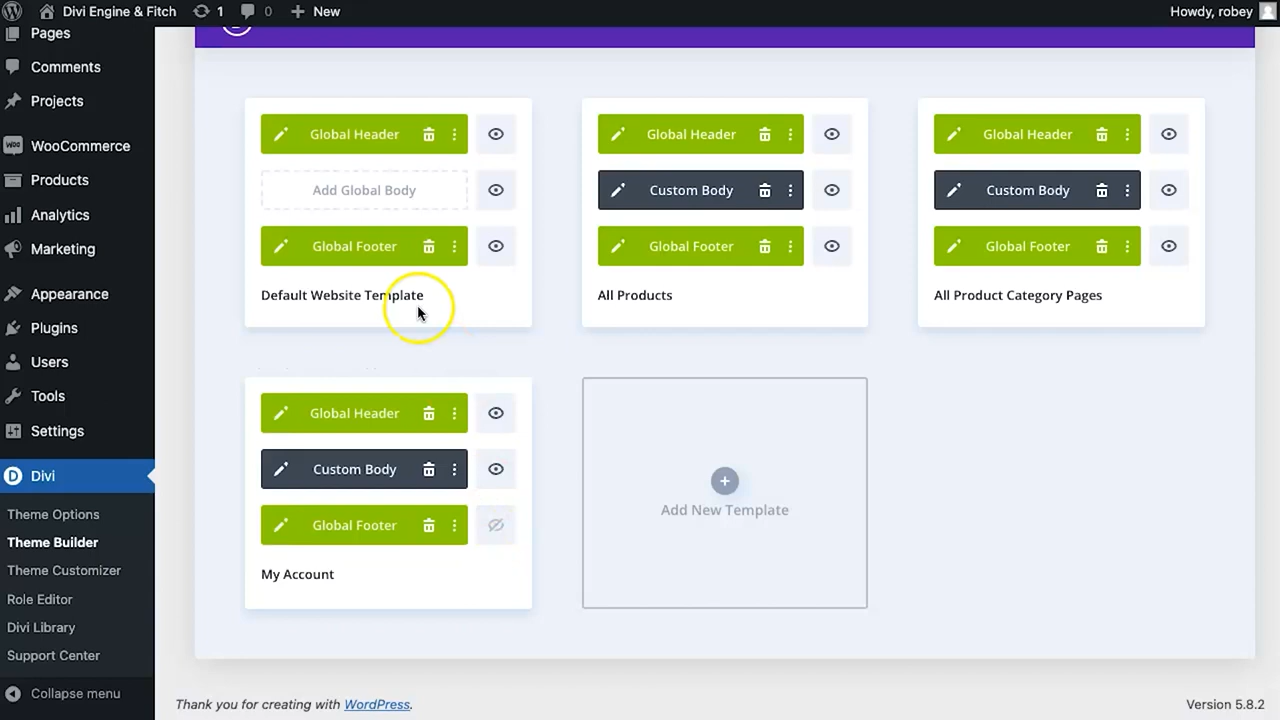 Divi Engine & Fitch 1 0 New Howdy, robey
Pages
Comments
Projects
WooCommerce
Products
Analytics
Marketing
Appearance
Plugins
Users
Tools
Settings
Divi
Theme Options
Theme Builder
Theme Customizer
Role Editor
Divi Library
Support Center
Collapse menu
Global Header
Add Global Body
Global Footer
Default Website Template
Global Header
Custom Body
Global Footer
All Products
Global Header
Custom Body
Global Footer
All Product Category Pages
Global Header
Custom Body
Global Footer
My Account
Add New Template
Thank you for creating with WordPress.
Version 5.8.2